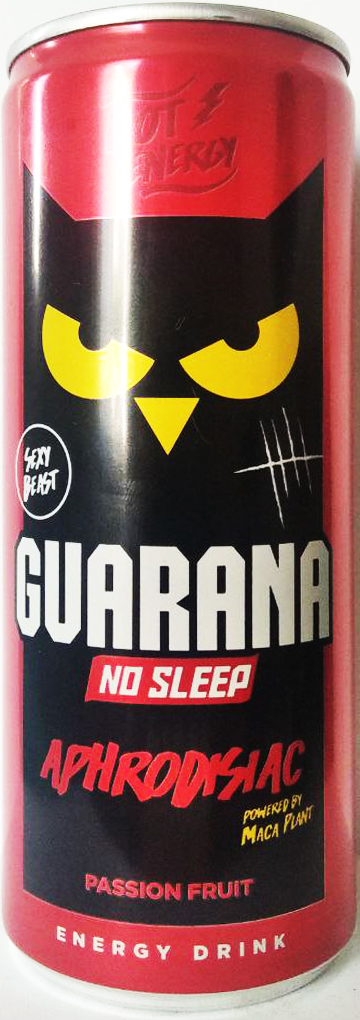 HOT
ENERGY
SEXY
BEAST
GUARANA
NO SLEEP
APHRODISIAC
POWERED BY
MACA PLANT
PASSION FRUIT
ENERGY DRINK